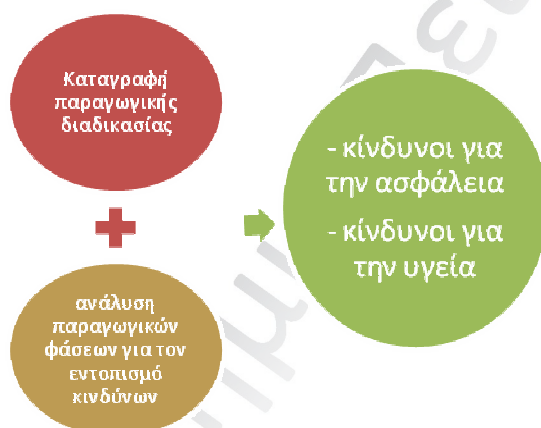 Καταγραφή
παραγωγικής
διαδικασίας
ανάλυση
παραγωγικών
φάσεων για τον
εντοπισμό
κινδύνων
- κίνδυνοι για
την ασφάλεια
- κίνδυνοι για
την υγεία